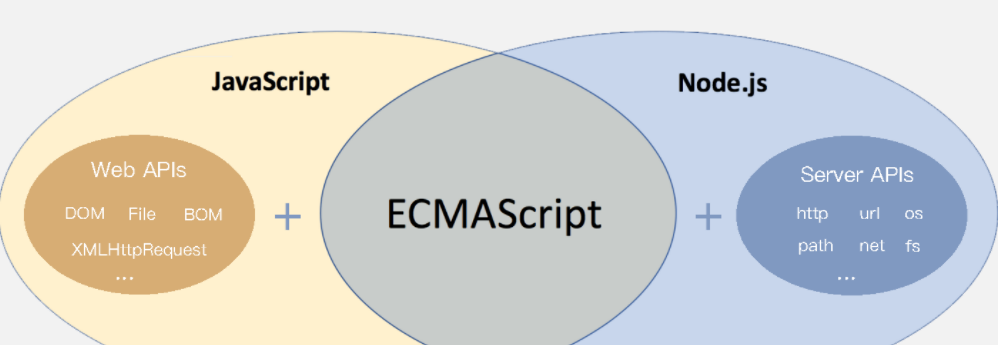 JavaScript
Node.js
Web APIs
DOM File BOM
XMLHttpRequest
...
+
ECMAScript
+
Server APIs
http url os
path net fs
...